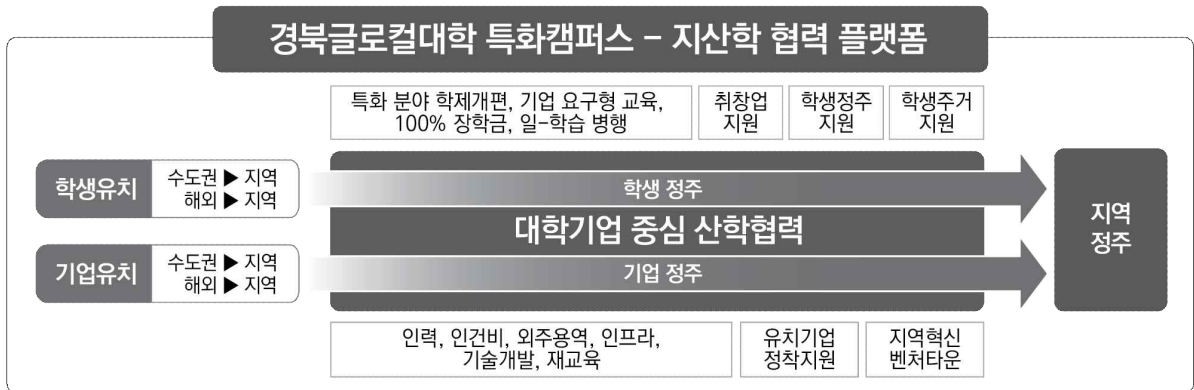 경북글로컬대학 특화캠퍼스 – 지산학 협력 플랫폼
특화 분야 학제개편, 기업 요구형 교육,
100% 장학금, 일–학습 병행
취창업
지원
학생정주
지원
학생주거
지원
학생유치
수도권 ▶ 지역
해외 ▶ 지역
학생 정주
대학기업 중심 산학협력
기업유치
수도권 ▶ 지역
해외 ▶ 지역
기업 정주
지역
정주
인력, 인건비, 외주용역, 인프라,
기술개발, 재교육
유치기업
정착지원
지역혁신
벤처타운